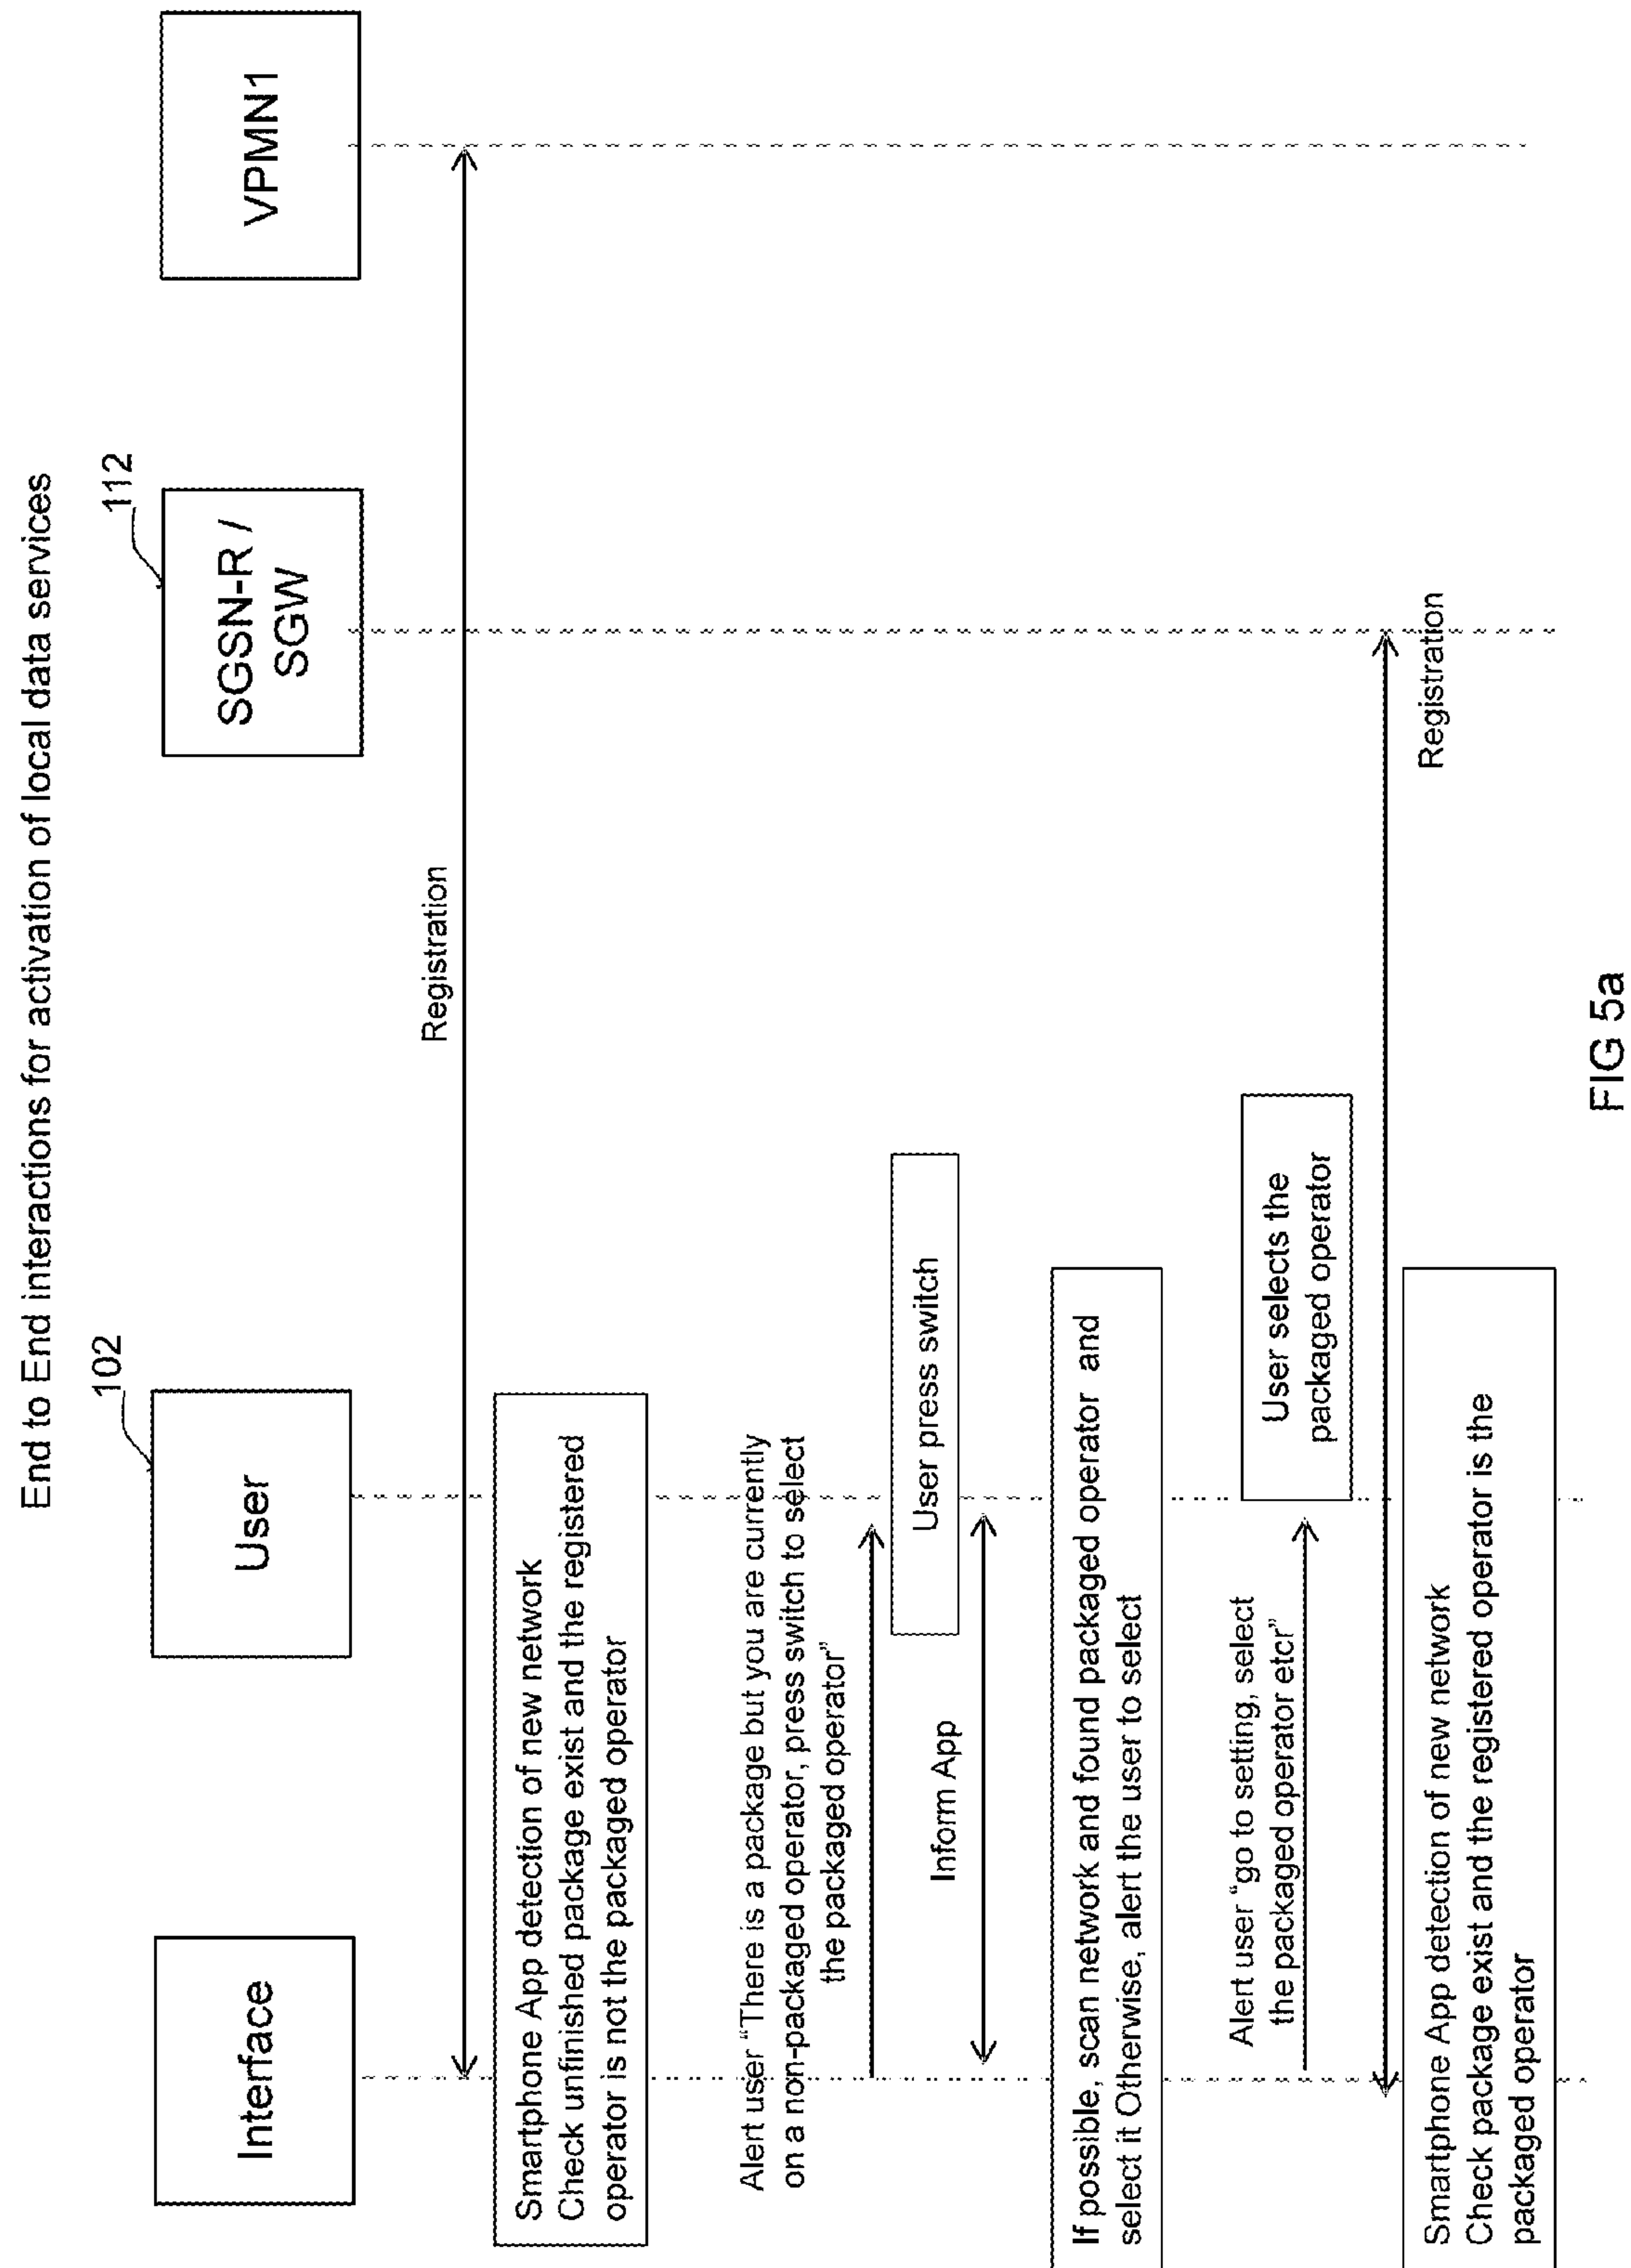 End to End interactions for activation of local data services
102
112
Interface
User
SGSN-R /
SGW
VPMN1
Registration
Smartphone App detection of new network
Check unfinished package exist and the registered
operator is not the packaged operator
Alert user “There is a package but you are currently
on a non-packaged operator, press switch to select
the packaged operator”
User press switch
Inform App
If possible, scan network and found packaged operator and
select it Otherwise, alert the user to select
Alert user “go to setting, select
the packaged operator etcr”
User selects the
packaged operator
Registration
Smartphone App detection of new network
Check package exist and the registered operator is the
packaged operator
FIG 5a